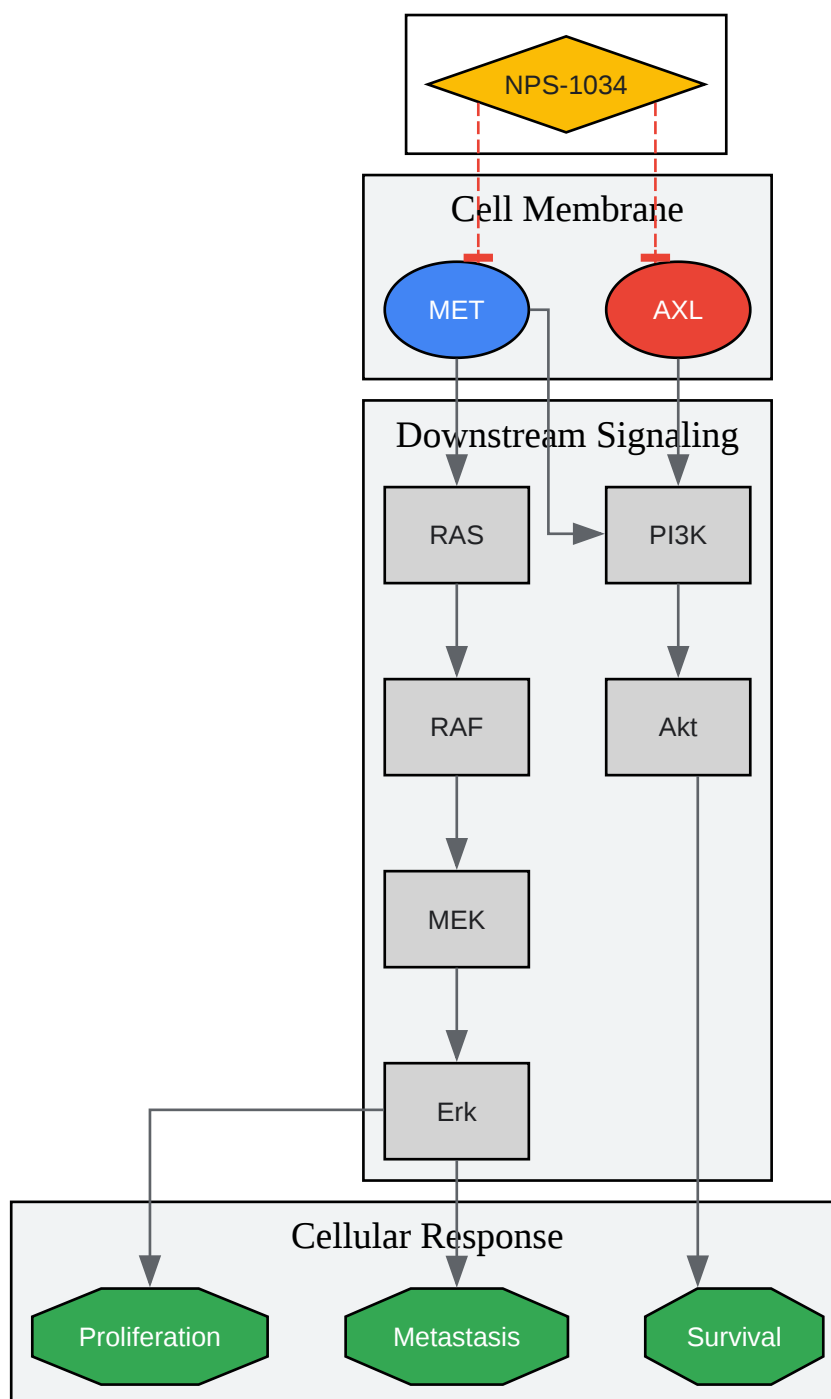 NPS-1034
Cell Membrane
MET
AXL
Downstream Signaling
RAS
PI3K
RAF
Akt
MEK
Erk
Cellular Response
Proliferation
Metastasis
Survival